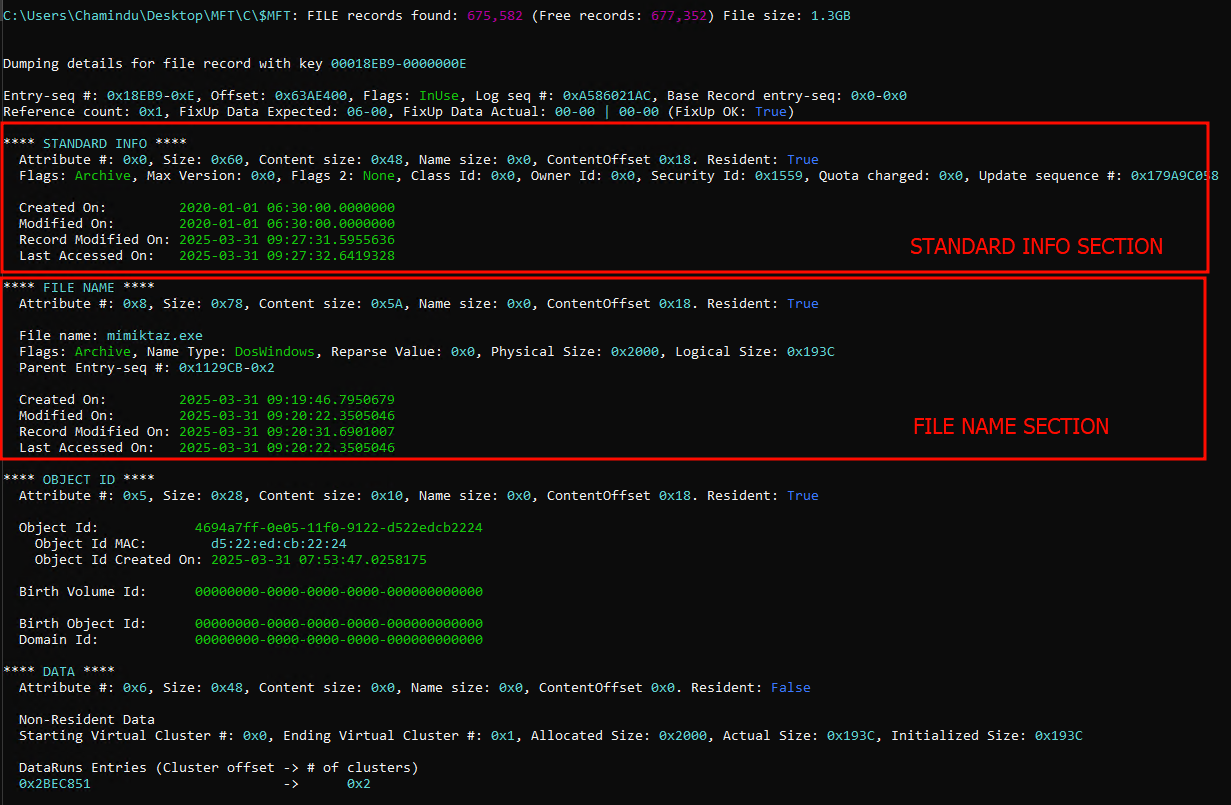 C:\Users\Chamindu\Desktop\MFT\C\$MFT: FILE records found: 675,582 (Free records: 677,352) File size: 1.3GB
Dumping details for file record with key 00018EB9-0000000E
Entry-seq #: 0x18EB9-0xE, Offset: 0x63AE400, Flags: InUse, Log seq #: 0xA586021AC, Base Record entry-seq: 0x0-0x0
Reference count: 0x1, FixUp Data Expected: 06-00, FixUp Data Actual: 00-00 | 00-00 (FixUp OK: True)
**** STANDARD INFO ****
Attribute #: 0x0, Size: 0x60, Content size: 0x48, Name size: 0x0, ContentOffset 0x18. Resident: True
Flags: Archive, Max Version: 0x0, Flags 2: None, Class Id: 0x0, Owner Id: 0x0, Security Id: 0x1559, Quota charged: 0x0, Update sequence #: 0x179A9C058
Created On: 2020-01-01 06:30:00.0000000
Modified On: 2020-01-01 06:30:00.0000000
Record Modified On: 2025-03-31 09:27:31.5955636
Last Accessed On: 2025-03-31 09:27:32.6419328
STANDARD INFO SECTION
**** FILE NAME ****
Attribute #: 0x8, Size: 0x78, Content size: 0x5A, Name size: 0x0, ContentOffset 0x18. Resident: True
File name: mimiktaz.exe
Flags: Archive, Name Type: DosWindows, Reparse Value: 0x0, Physical Size: 0x2000, Logical Size: 0x193C
Parent Entry-seq #: 0x1129CB-0x2
Created On: 2025-03-31 09:19:46.7950679
Modified On: 2025-03-31 09:20:22.3505046
Record Modified On: 2025-03-31 09:20:31.6901007
Last Accessed On: 2025-03-31 09:20:22.3505046
FILE NAME SECTION
**** OBJECT ID ****
Attribute #: 0x5, Size: 0x28, Content size: 0x10, Name size: 0x0, ContentOffset 0x18. Resident: True
Object Id: 4694a7ff-0e05-11f0-9122-d522edcb2224
Object Id MAC: d5:22:ed:cb:22:24
Object Id Created On: 2025-03-31 07:53:47.0258175
Birth Volume Id: 00000000-0000-0000-0000-000000000000
Birth Object Id: 00000000-0000-0000-0000-000000000000
Domain Id: 00000000-0000-0000-0000-000000000000
**** DATA ****
Attribute #: 0x6, Size: 0x48, Content size: 0x0, Name size: 0x0, ContentOffset 0x0. Resident: False
Non-Resident Data
Starting Virtual Cluster #: 0x0, Ending Virtual Cluster #: 0x1, Allocated Size: 0x2000, Actual Size: 0x193C, Initialized Size: 0x193C
DataRuns Entries (Cluster offset -> # of clusters)
0x2BEC851 -> 0x2